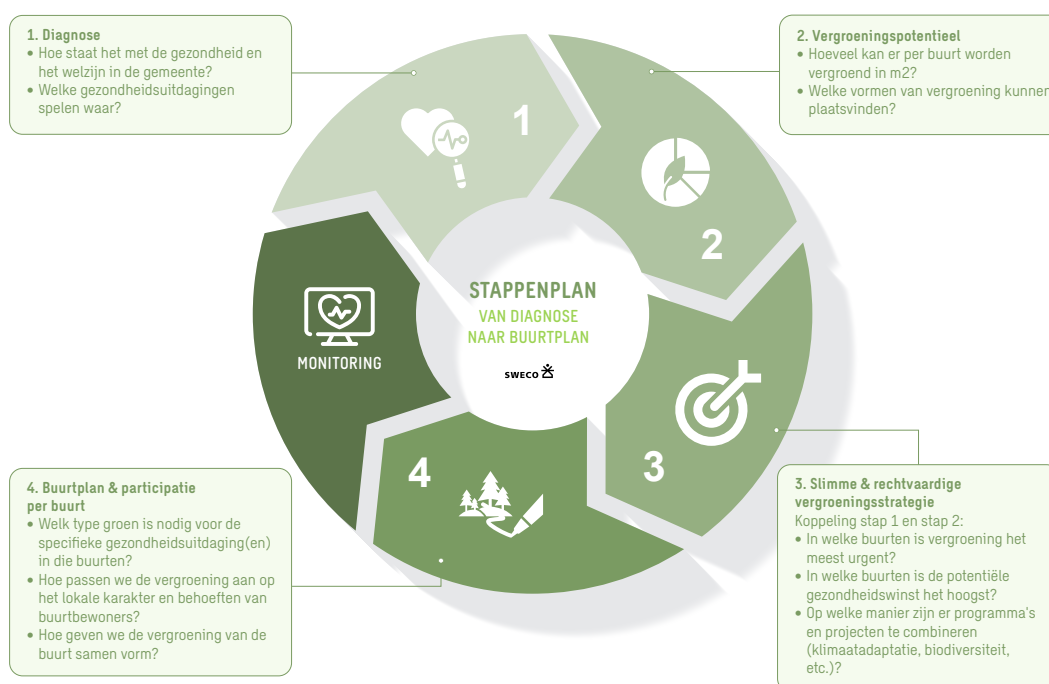 1. Diagnose
• Hoe staat het met de gezondheid en
het welzijn in de gemeente?
• Welke gezondheidsuitdagingen
spelen waar?
2. Vergroeningspotentieel
• Hoeveel kan er per buurt worden
vergroend in m2?
• Welke vormen van vergroening kunnen
plaatsvinden?
1
2
3
4
MONITORING
STAPPENPLAN
VAN DIAGNOSE
NAAR BUURTPLAN
SWECO
3. Slimme & rechtvaardige
vergroeningsstrategie
Koppeling stap 1 en stap 2:
• In welke buurten is vergroening het
meest urgent?
• In welke buurten is de potentiële
gezondheidswinst het hoogst?
• Op welke manier zijn er programma's
en projecten te combineren
(klimaatadaptatie, biodiversiteit,
etc.)?
4. Buurtplan & participatie
per buurt
• Welk type groen is nodig voor de
specifieke gezondheidsuitdaging(en)
in die buurten?
• Hoe passen we de vergroening aan op
het lokale karakter en behoeften van
buurtbewoners?
• Hoe geven we de vergroening van de
buurt samen vorm?